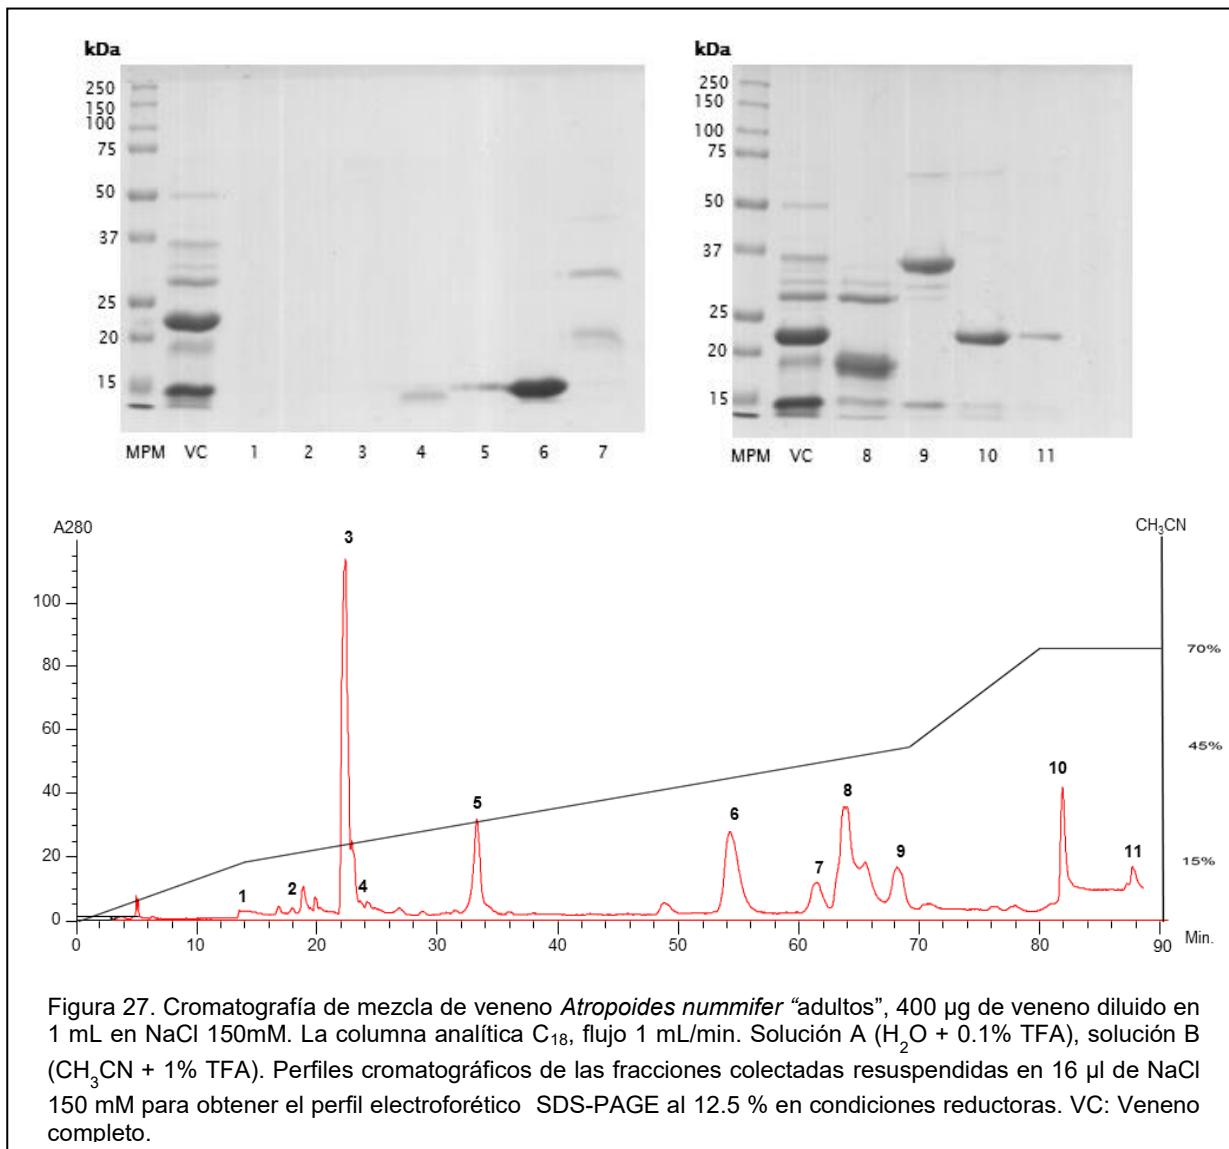 kDa
250
150
100
75
50
37
25
20
15
MPM VC 1 2 3 4 5 6 7
kDa
250
150
100
75
50
37
25
20
15
MPM VC 8 9 10 11
A280
CH₃CN
100
80
60
40
20
0
70%
45%
15%
1 2 3 4 5 6 7 8 9 10 11
0 10 20 30 40 50 60 70 80 90 Min.
Figura 27. Cromatografía de mezcla de veneno Atropoides nummifer “adultos”, 400 µg de veneno diluido en
1 mL en NaCl 150mM. La columna analítica C₁₈, flujo 1 mL/min. Solución A (H₂O + 0.1% TFA), solución B
(CH₃CN + 1% TFA). Perfiles cromatográficos de las fracciones colectadas resuspendidas en 16 µl de NaCl
150 mM para obtener el perfil electroforético SDS-PAGE al 12.5 % en condiciones reductoras. VC: Veneno
completo.